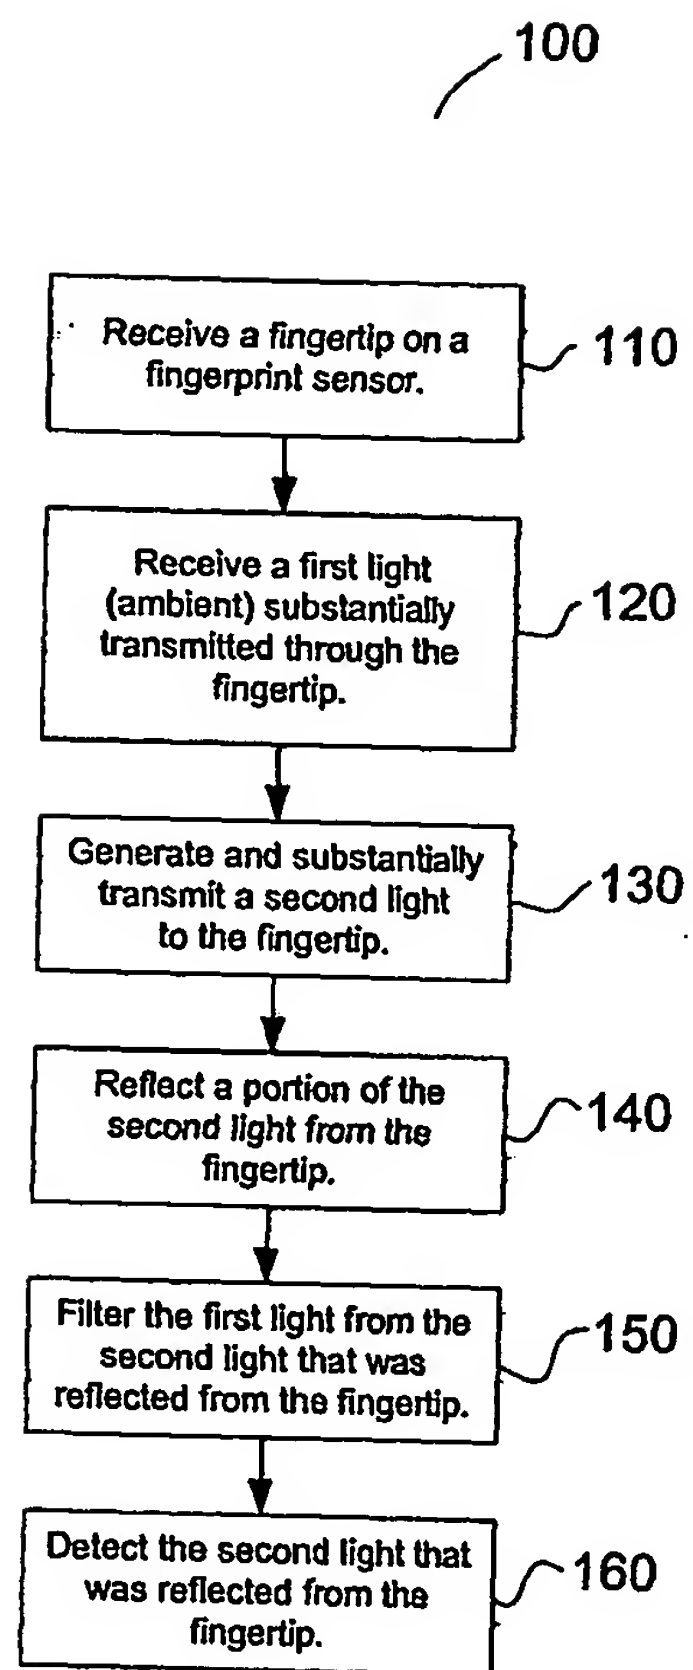 100
Receive a fingertip on a
fingerprint sensor.
110
Receive a first light
(ambient) substantially
transmitted through the
fingertip.
120
Generate and substantially
transmit a second light
to the fingertip.
130
Reflect a portion of the
second light from the
fingertip.
140
Filter the first light from the
second light that was
reflected from the fingertip.
150
Detect the second light that
was reflected from the
fingertip.
160